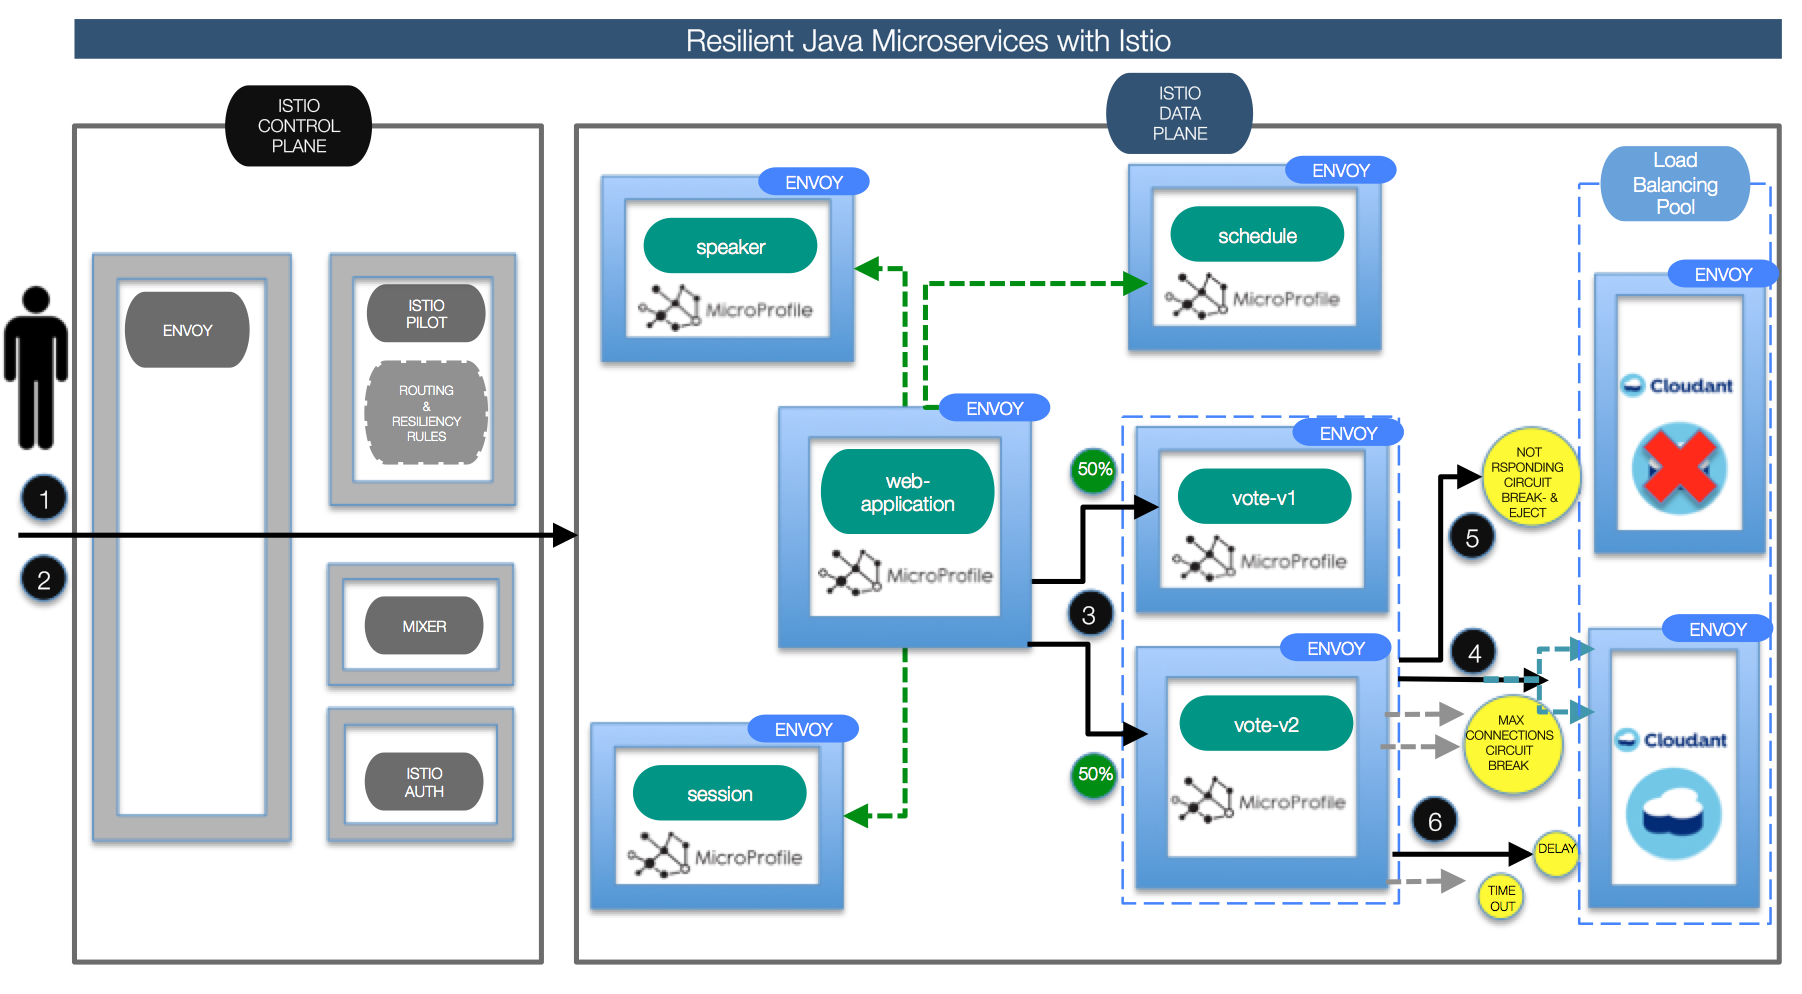 Resilient Java Microservices with Istio
ISTIO
CONTROL
PLANE
ENVOY
ISTIO
PILOT
ROUTING
&
RESILIENCY
RULES
MIXER
ISTIO
AUTH
1
2
ISTIO
DATA
PLANE
ENVOY
speaker
MicroProfile
ENVOY
schedule
MicroProfile
ENVOY
web-
application
MicroProfile
ENVOY
session
MicroProfile
50%
3
50%
ENVOY
vote-v1
MicroProfile
ENVOY
vote-v2
MicroProfile
NOT
RSPONDING
CIRCUIT
BREAK- &
EJECT
5
4
MAX
CONNECTIONS
CIRCUIT
BREAK
6
DELAY
TIME
OUT
Load
Balancing
Pool
ENVOY
Cloudant
ENVOY
Cloudant